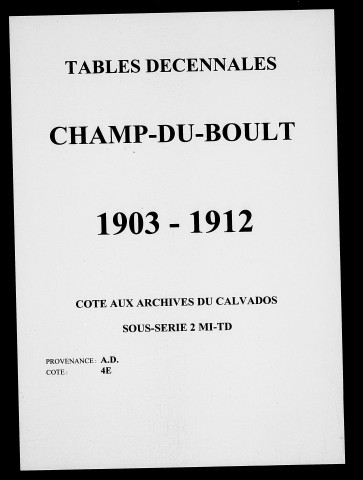 TABLES DECENNALES
CHAMP-DU-BOULT
1903 - 1912
COTE AUX ARCHIVES DU CALVADOS
SOUS-SERIE 2 MI-TD
PROVENANCE: A.D.
COTE: 4E